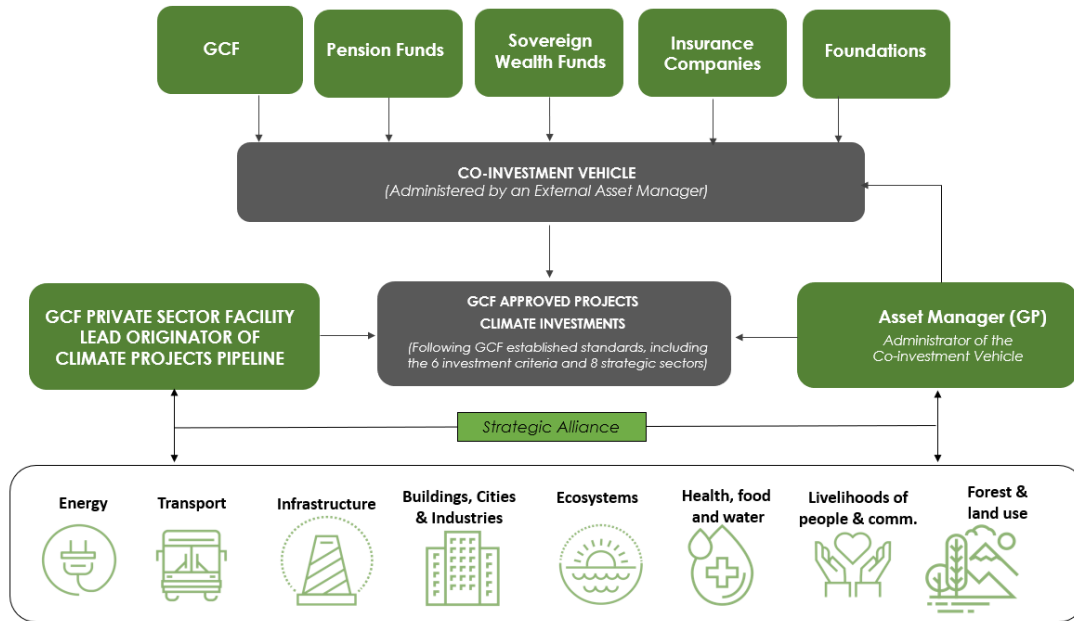 GCF
Pension Funds
Sovereign
Wealth Funds
Insurance
Companies
Foundations
CO-INVESTMENT VEHICLE
(Administered by an External Asset Manager)
GCF PRIVATE SECTOR FACILITY
LEAD ORIGINATOR OF
CLIMATE PROJECTS PIPELINE
GCF APPROVED PROJECTS
CLIMATE INVESTMENTS
(Following GCF established standards, including
the 6 investment criteria and 8 strategic sectors)
Asset Manager (GP)
Administrator of the
Co-investment Vehicle
Strategic Alliance
Energy
Transport
Infrastructure
Buildings, Cities
& Industries
Ecosystems
Health, food
and water
Livelihoods of
people & comm.
Forest &
land use